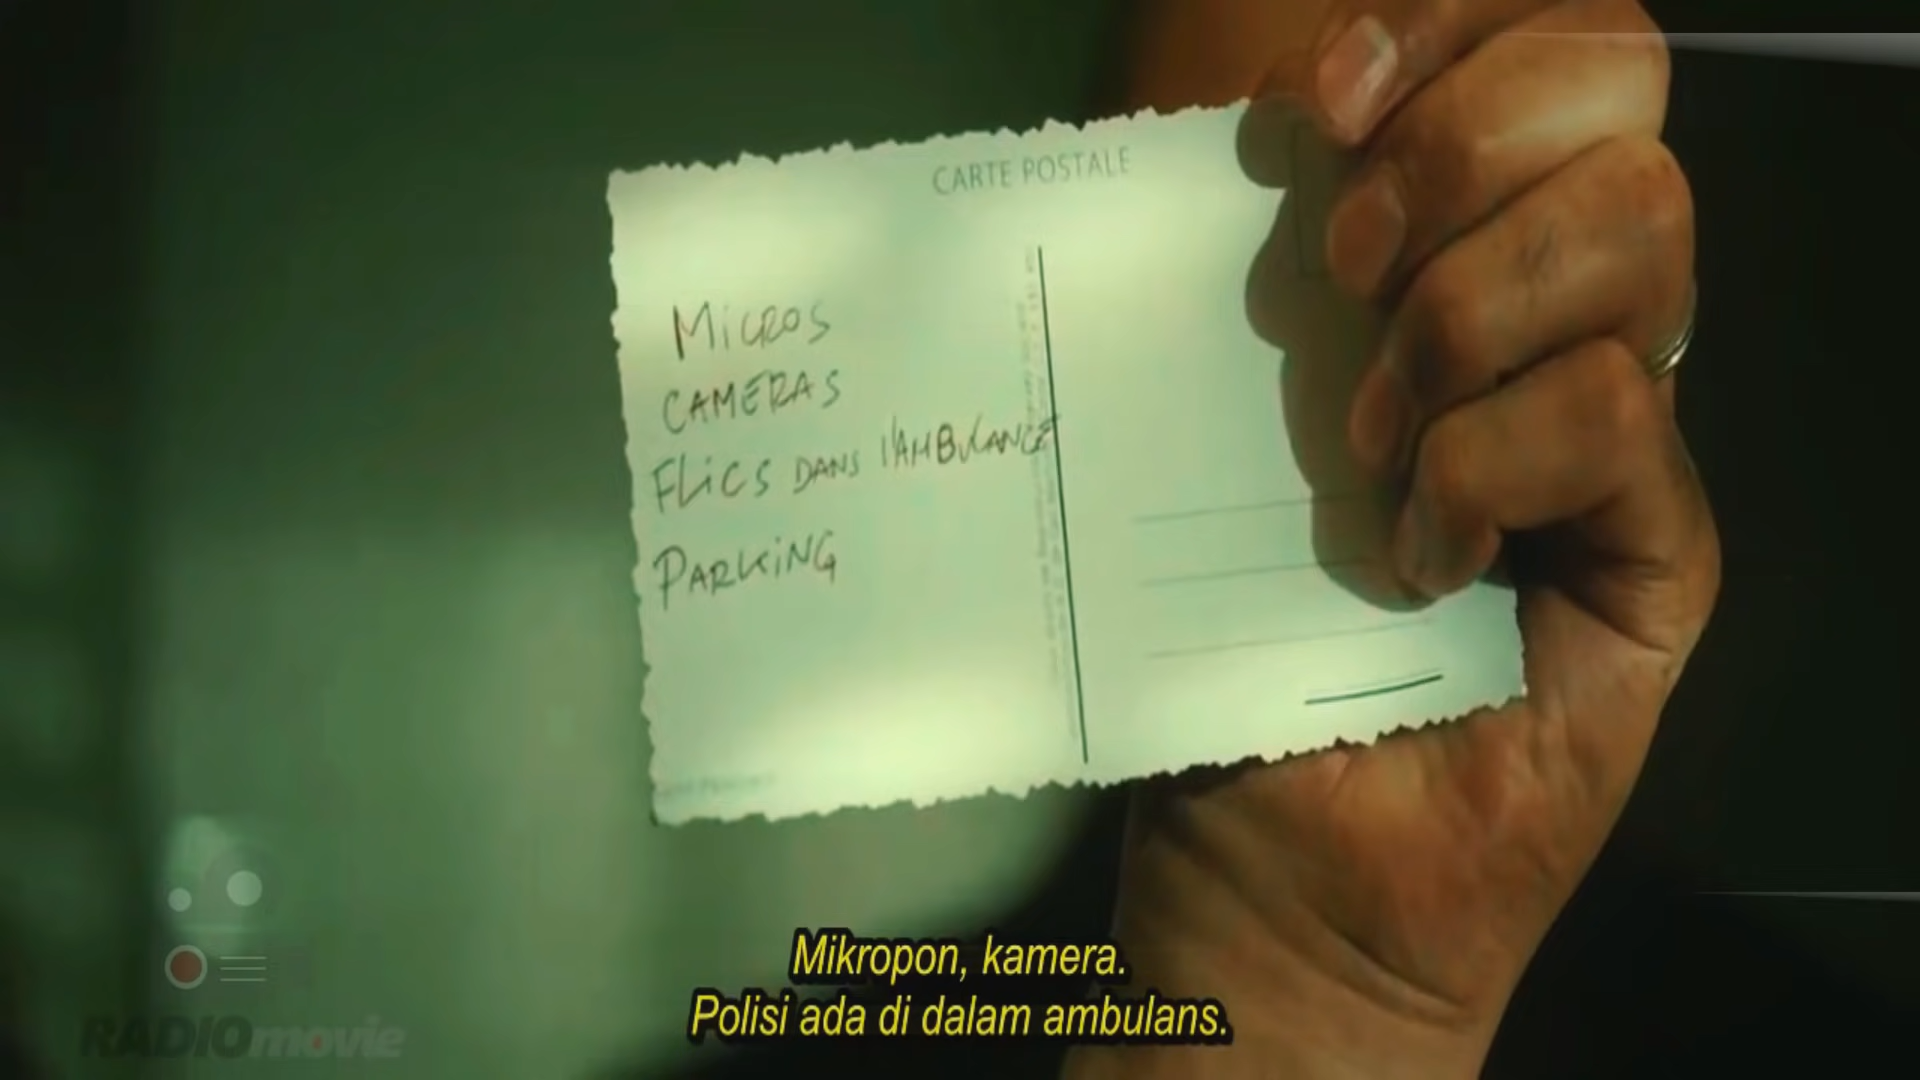 CARTE POSTALE
MICROS
CAMERAS
FLICS DANS L'AMBULANCE
PARKING
Mikropon, kamera.
Polisi ada di dalam ambulans.
RADIOmovie